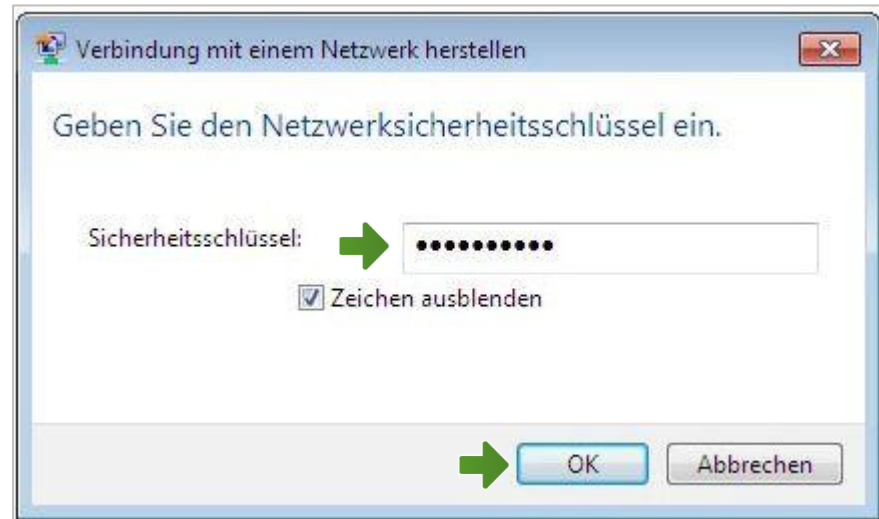 Verbindung mit einem Netzwerk herstellen
Geben Sie den Netzwerksicherheitsschlüssel ein.
Sicherheitsschlüssel: ••••••••••
Zeichen ausblenden
OK Abbrechen